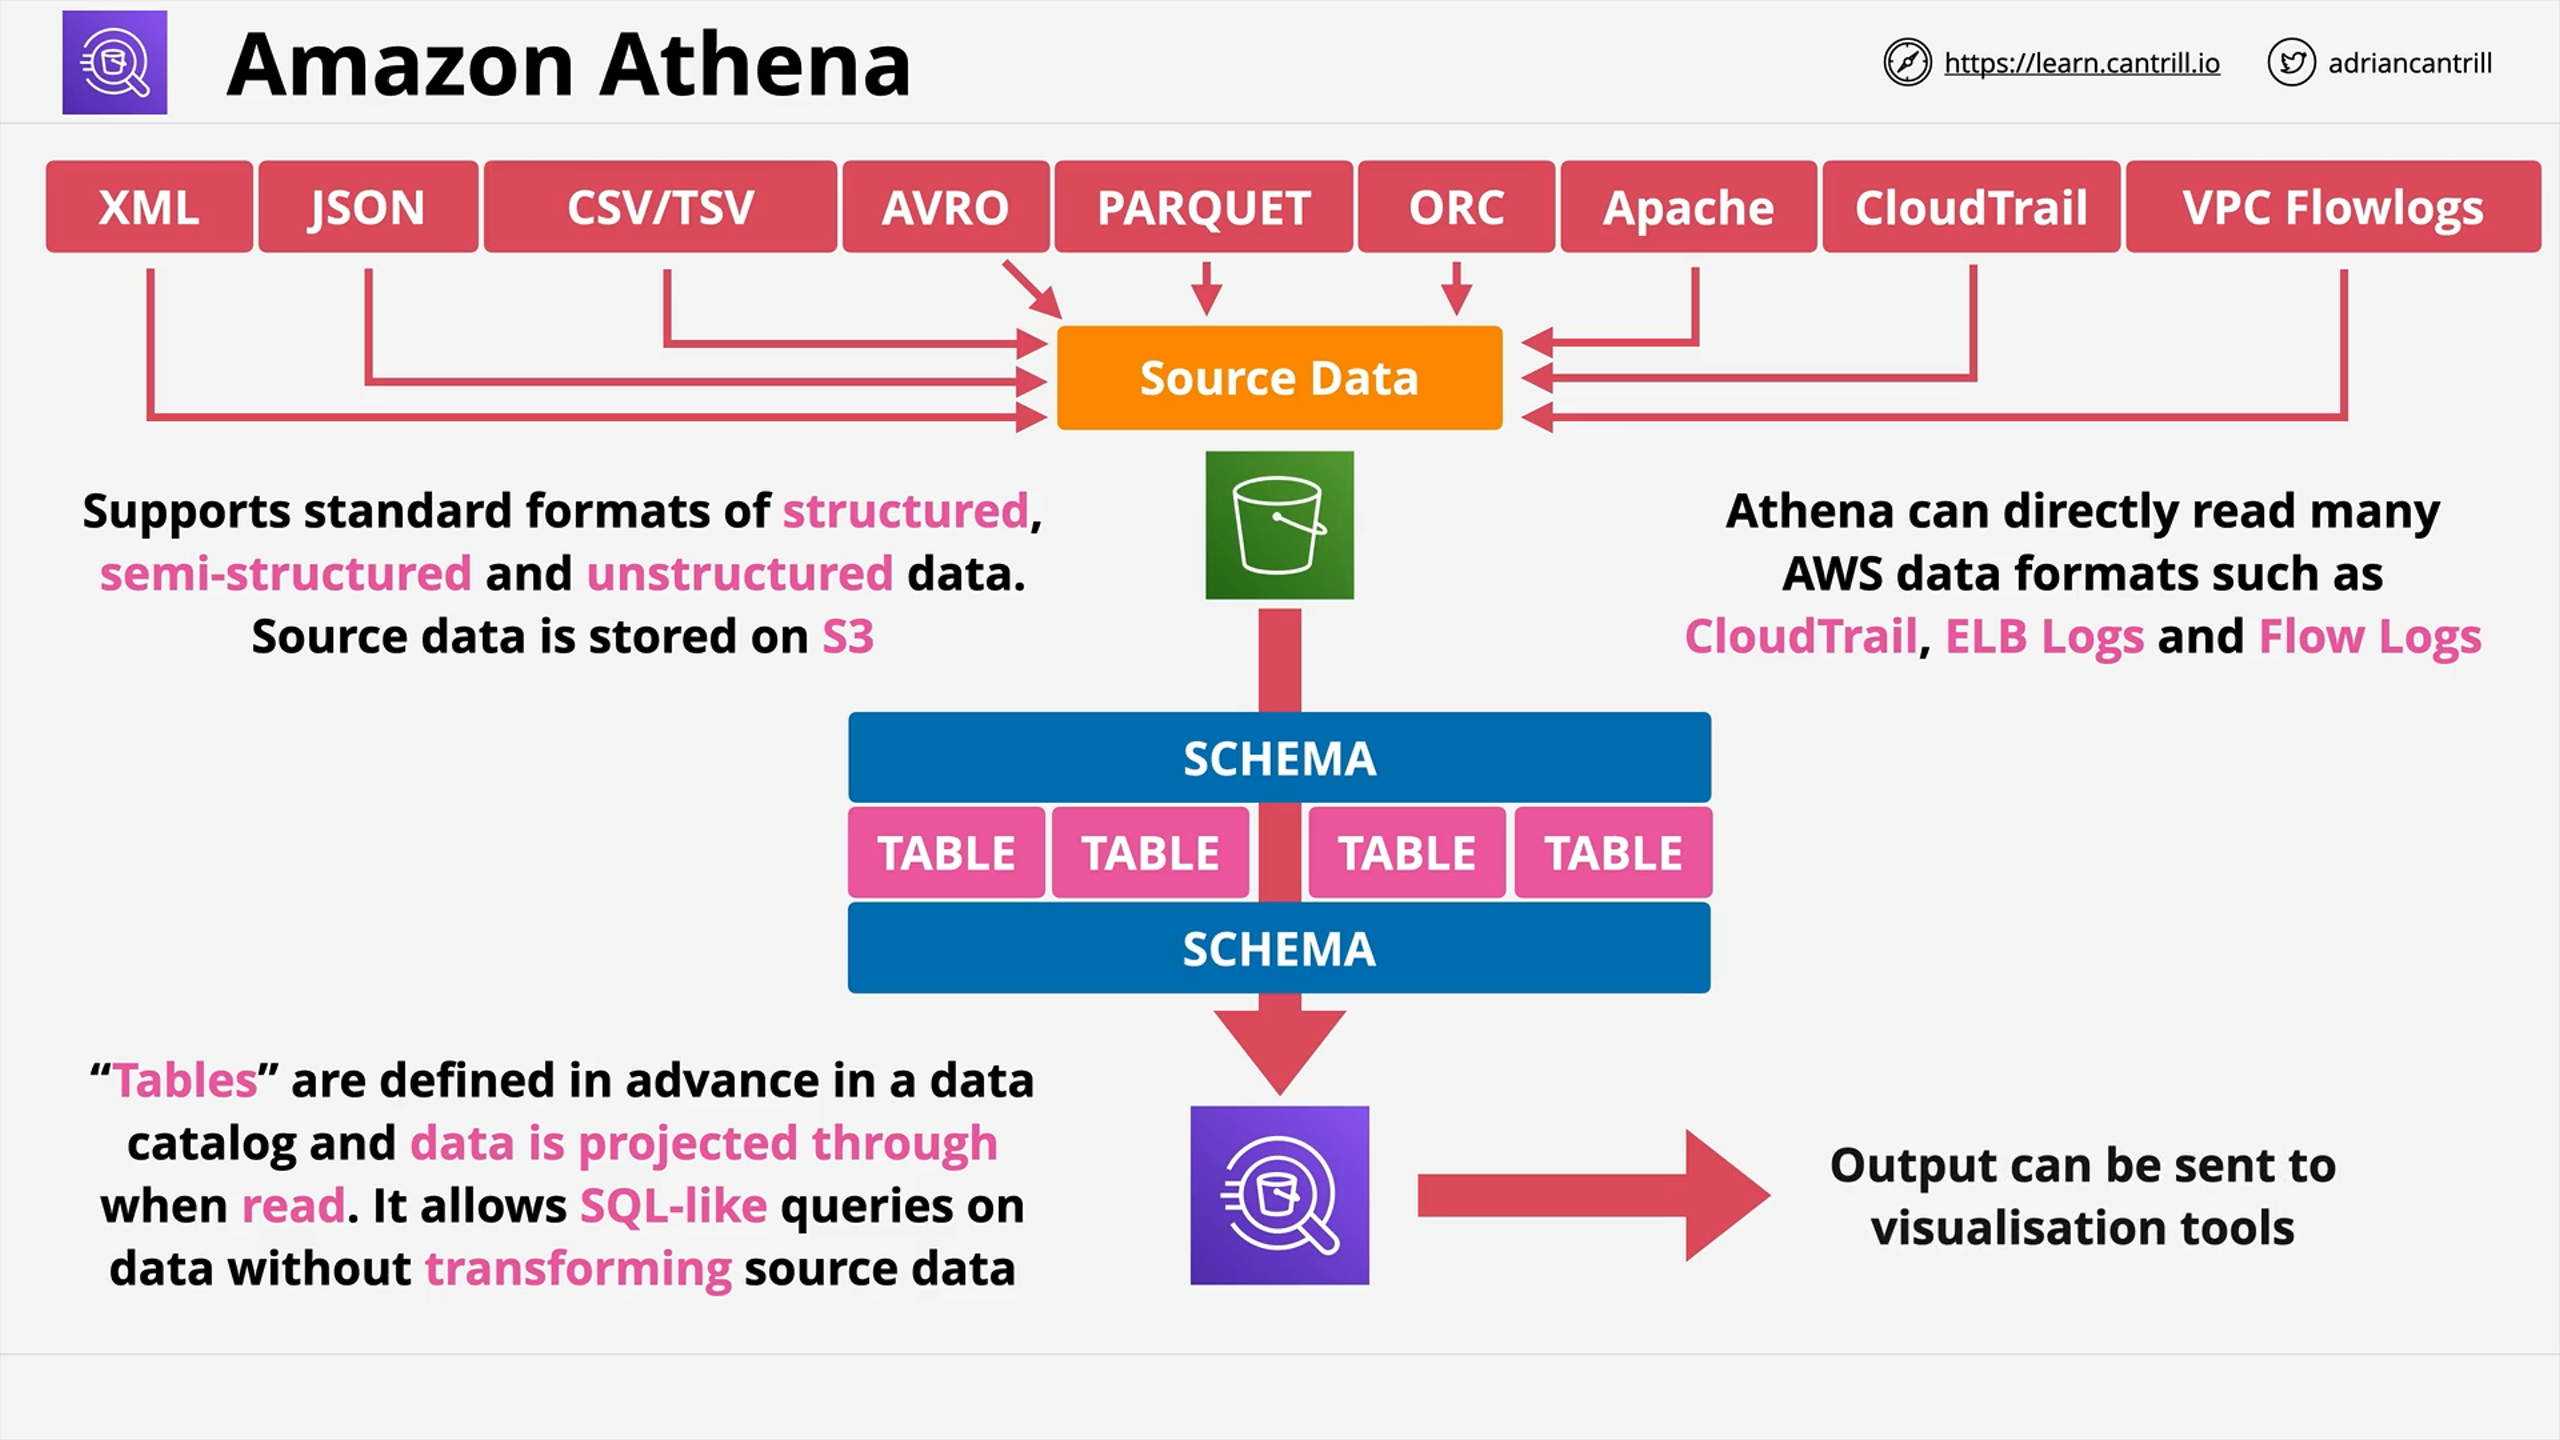 Amazon Athena
https://learn.cantrill.io
adriancantrill
XML
JSON
CSV/TSV
AVRO
PARQUET
ORC
Apache
CloudTrail
VPC Flowlogs
Source Data
Supports standard formats of structured,
semi-structured and unstructured data.
Source data is stored on S3
Athena can directly read many
AWS data formats such as
CloudTrail, ELB Logs and Flow Logs
SCHEMA
TABLE
TABLE
TABLE
TABLE
SCHEMA
“Tables” are defined in advance in a data
catalog and data is projected through
when read. It allows SQL-like queries on
data without transforming source data
Output can be sent to
visualisation tools